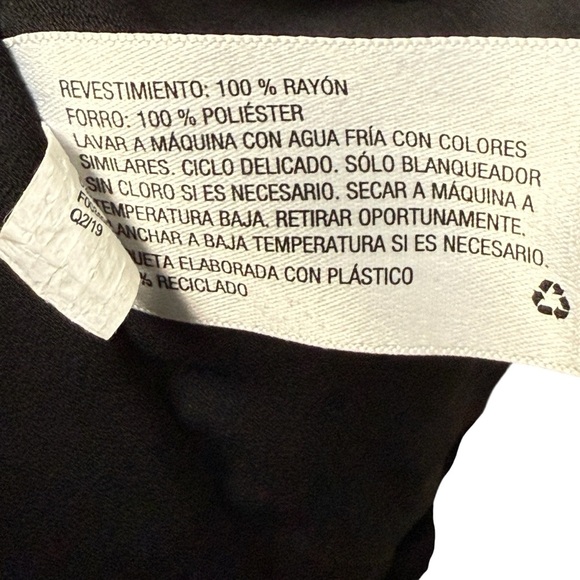 REVESTIMIENTO: 100 % RAYÓN
FORRO: 100 % POLIÉSTER
LAVAR A MÁQUINA CON AGUA FRÍA CON COLORES
SIMILARES. CICLO DELICADO. SÓLO BLANQUEADOR
SIN CLORO SI ES NECESARIO. SECAR A MÁQUINA A
TEMPERATURA BAJA. RETIRAR OPORTUNAMENTE.
PLANCHAR A BAJA TEMPERATURA SI ES NECESARIO.
ELABORADA CON PLÁSTICO
% RECICLADO
Q2/19